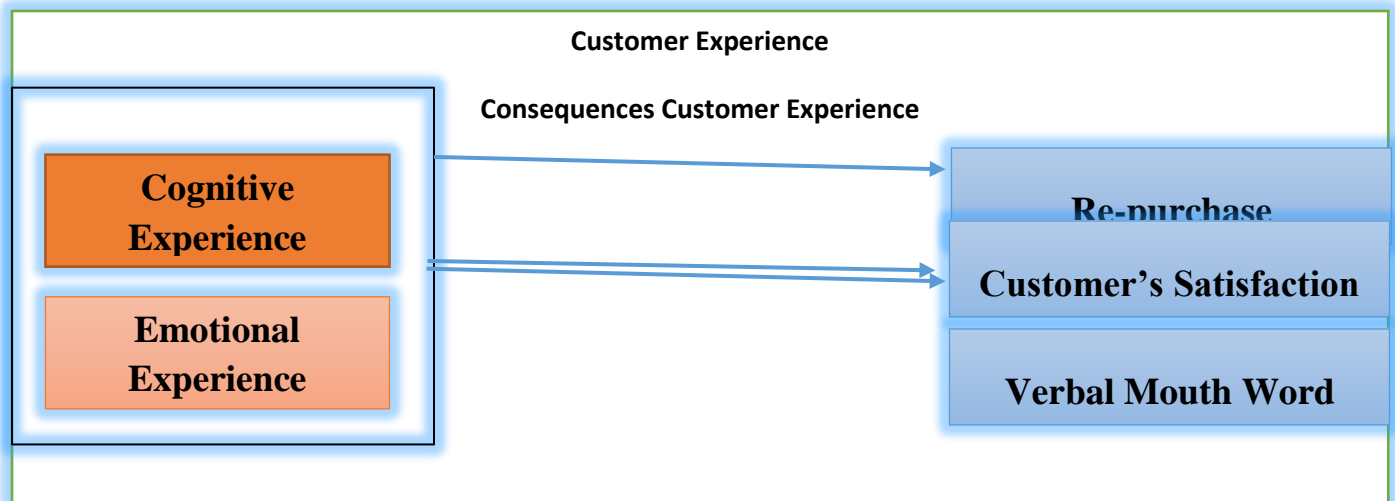 Customer Experience
Consequences Customer Experience
Cognitive
Experience
Emotional
Experience
Re-purchase
Customer’s Satisfaction
Verbal Mouth Word